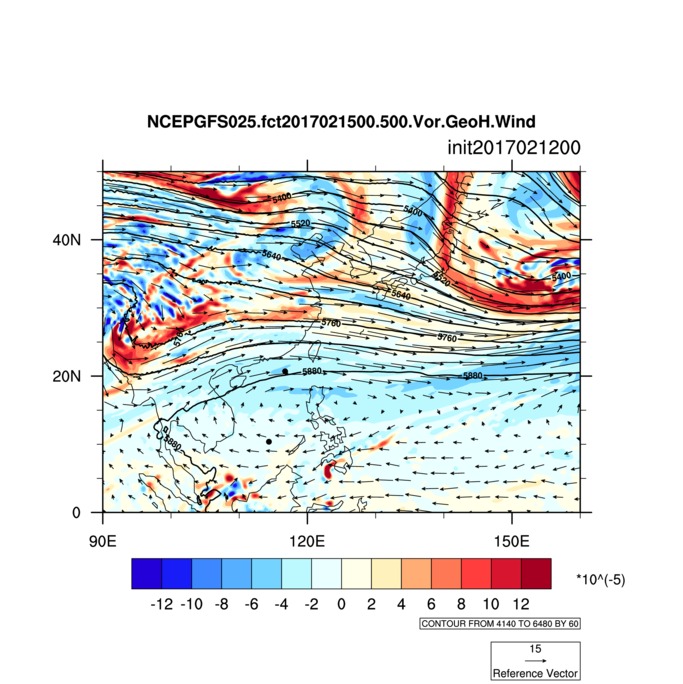 NCEPGFS025.fct2017021500.500.Vor.GeoH.Wind
init2017021200
5400
5520
5400
40N
5640
5520
5400
5640
5760
5760
20N
5880
5880
5880
0
90E 120E 150E
-12 -10 -8 -6 -4 -2 0 2 4 6 8 10 12
*10^(-5)
CONTOUR FROM 4140 TO 6480 BY 60
15
Reference Vector